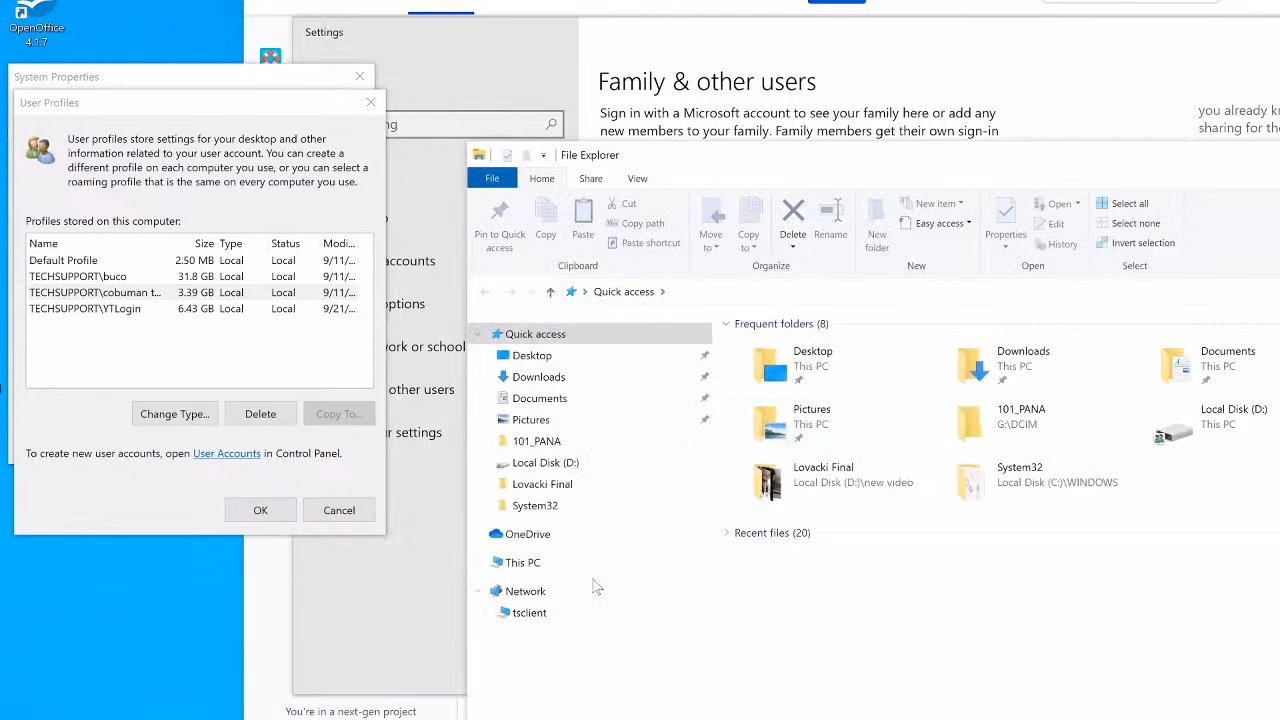 OpenOffice
4.1.7
Settings
ng
accounts
options
work or school
other users
ur settings
You're in a next-gen project
Family & other users
Sign in with a Microsoft account to see your family here or add any
new members to your family. Family members get their own sign-in
you already know
sharing for the
System Properties
User Profiles
User profiles store settings for your desktop and other
information related to your user account. You can create a
different profile on each computer you use, or you can select a
roaming profile that is the same on every computer you use.
Profiles stored on this computer:
Name Size Type Status Modi...
Default Profile 2.50 MB Local Local 9/11/...
TECHSUPPORT\buco 31.8 GB Local Local 9/11/...
TECHSUPPORT\cobuman t... 3.39 GB Local Local 9/11/...
TECHSUPPORT\YTLogin 6.43 GB Local Local 9/21/...
Change Type... Delete Copy To...
To create new user accounts, open User Accounts in Control Panel.
OK Cancel
File Explorer
File Home Share View
Pin to Quick
access
Copy
Paste
Cut
Copy path
Paste shortcut
Clipboard
Move
to
Copy
to
Delete
Rename
Organize
New
folder
New item
Easy access
New
Properties
Open
Edit
History
Open
Select all
Select none
Invert selection
Select
Quick access
Quick access
Desktop
Downloads
Documents
Pictures
101_PANA
Local Disk (D:)
Lovacki Final
System32
OneDrive
This PC
Network
tsclient
Frequent folders (8)
Desktop
This PC
Downloads
This PC
Documents
This PC
Pictures
This PC
101_PANA
G:\DCIM
Local Disk (D:)
This PC
Lovacki Final
Local Disk (D:)\new video
System32
Local Disk (C:)\WINDOWS
Recent files (20)